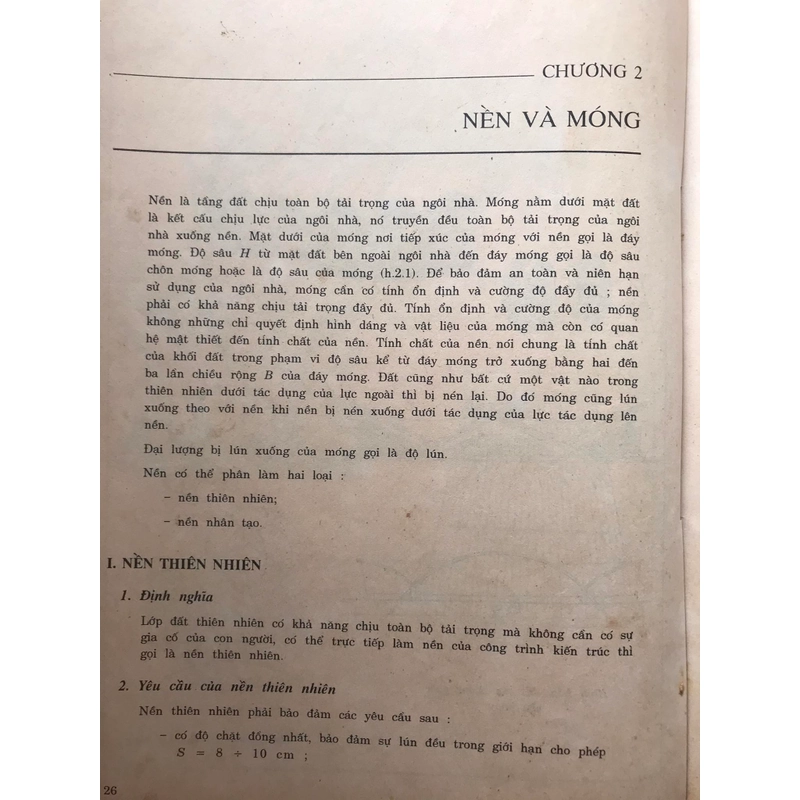 CHƯƠNG 2
NỀN VÀ MÓNG
Nền là tầng đất chịu toàn bộ tải trọng của ngôi nhà. Móng nằm dưới mặt đất
là kết cấu chịu lực của ngôi nhà, nó truyền đều toàn bộ tải trọng của ngôi
nhà xuống nền. Mặt dưới của móng nơi tiếp xúc của móng với nền gọi là đáy
móng. Độ sâu H từ mặt đất bên ngoài ngôi nhà đến đáy móng gọi là độ sâu
chôn móng hoặc là độ sâu của móng (h.2.1). Để bảo đảm an toàn và niên hạn
sử dụng của ngôi nhà, móng cần có tính ổn định và cường độ đầy đủ ; nền
phải có khả năng chịu tải trọng đầy đủ. Tính ổn định và cường độ của móng
không những chỉ quyết định hình dáng và vật liệu của móng mà còn có quan
hệ mật thiết đến tính chất của nền. Tính chất của nền nói chung là tính chất
của khối đất trong phạm vi độ sâu kể từ đáy móng trở xuống bằng hai đến
ba lần chiều rộng B của đáy móng. Đất cũng như bất cứ một vật nào trong
thiên nhiên dưới tác dụng của lực ngoài thì bị nén lại. Do đó móng cũng lún
xuống theo với nền khi nền bị nén xuống dưới tác dụng của lực tác dụng lên
nền.
Đại lượng bị lún xuống của móng gọi là độ lún.
Nền có thể phân làm hai loại :
– nền thiên nhiên;
– nền nhân tạo.
I. NỀN THIÊN NHIÊN
1. Định nghĩa
Lớp đất thiên nhiên có khả năng chịu toàn bộ tải trọng mà không cần có sự
gia cố của con người, có thể trực tiếp làm nền của công trình kiến trúc thì
gọi là nền thiên nhiên.
2. Yêu cầu của nền thiên nhiên
Nền thiên nhiên phải bảo đảm các yêu cầu sau :
– có độ chặt đồng nhất, bảo đảm sự lún đều trong giới hạn cho phép
S = 8 ÷ 10 cm ;
26